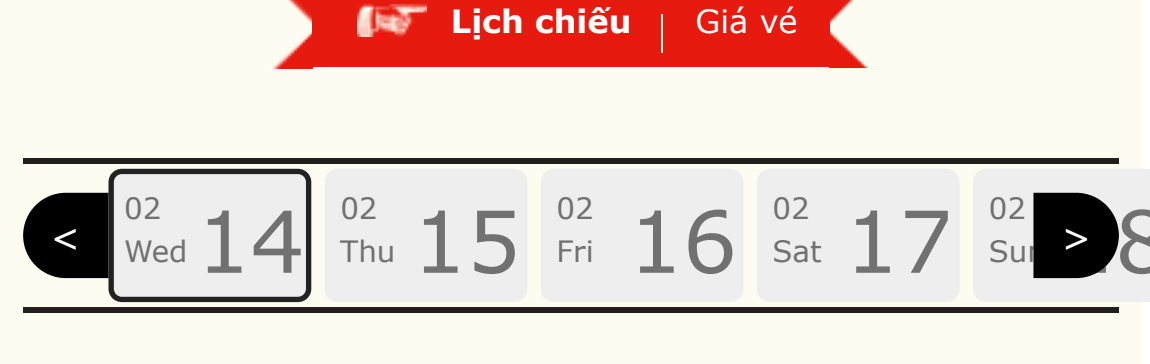 Lịch chiếu | Giá vé
< 02 Wed 14 02 Thu 15 02 Fri 16 02 Sat 17 02 >